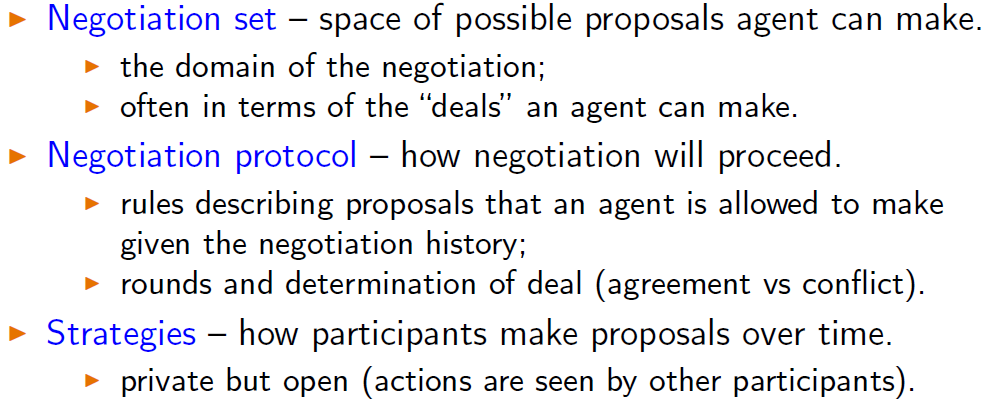 ▶ Negotiation set – space of possible proposals agent can make.
▶ the domain of the negotiation;
▶ often in terms of the “deals” an agent can make.
▶ Negotiation protocol – how negotiation will proceed.
▶ rules describing proposals that an agent is allowed to make
given the negotiation history;
▶ rounds and determination of deal (agreement vs conflict).
▶ Strategies – how participants make proposals over time.
▶ private but open (actions are seen by other participants).